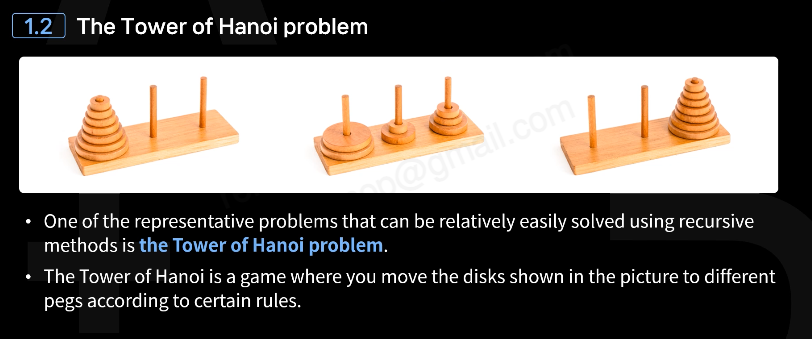 1.2 The Tower of Hanoi problem
• One of the representative problems that can be relatively easily solved using recursive
methods is the Tower of Hanoi problem.
• The Tower of Hanoi is a game where you move the disks shown in the picture to different
pegs according to certain rules.